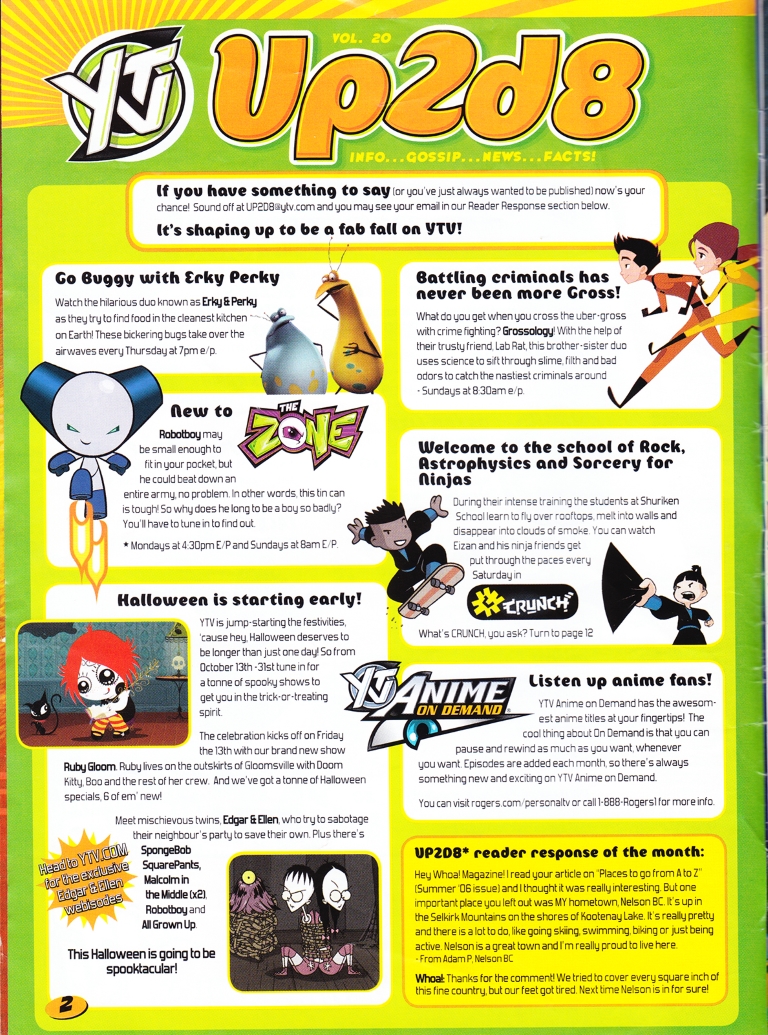 YTV
VOL. 20
Up2d8
INFO...GOSSIP...NEWS...FACTS!
If you have something to say (or you've just always wanted to be published) now's your
chance! Sound off at UP2D8@ytv.com and you may see your email in our Reader Response section below.
It's shaping up to be a fab fall on YTV!
Go Buggy with Erky Perky
Watch the hilarious duo known as Erky & Perky
as they try to find food in the cleanest kitchen
on Earth! These bickering bugs take over the
airwaves every Thursday at 7pm e/p.
New to
THE
ZONE
Robotboy may
be small enough to
fit in your pocket, but
he could beat down an
entire army, no problem. In other words, this tin can
is tough! So why does he long to be a boy so badly?
You'll have to tune in to find out.
* Mondays at 4:30pm E/P and Sundays at 8am E/P.
Halloween is starting early!
YTV is jump-starting the festivities,
'cause hey, Halloween deserves to
be longer than just one day! So from
October 13th -31st tune in for
a tonne of spooky shows to
get you in the trick-or-treating
spirit.
The celebration kicks off on Friday
the 13th with our brand new show
Ruby Gloom. Ruby lives on the outskirts of Gloomsville with Doom
Kitty, Boo and the rest of her crew. And we've got a tonne of Halloween
specials, 6 of em' new!
Meet mischievous twins, Edgar & Ellen, who try to sabotage
their neighbour's party to save their own. Plus there's
SpongeBob
SquarePants,
Malcolm in
the Middle (x2),
Robotboy and
All Grown Up.
Head to YTV.COM
for the exclusive
Edgar & Ellen
webisodes
This Halloween is going to be
spooktacular!
2
Battling criminals has
never been more Gross!
What do you get when you cross the uber-gross
with crime fighting? Grossology! With the help of
their trusty friend, Lab Rat, this brother-sister duo
uses science to sift through slime, filth and bad
odors to catch the nastiest criminals around
- Sundays at 8:30am e/p.
Welcome to the school of Rock,
Astrophysics and Sorcery for
Ninjas
During their intense training the students at Shuriken
School learn to fly over rooftops, melt into walls and
disappear into clouds of smoke. You can watch
Eizan and his ninja friends get
put through the paces every
Saturday in
CRUNCH
What's CRUNCH, you ask? Turn to page 12
YTV ANIME
ON DEMAND
Listen up anime fans!
YTV Anime on Demand has the awesom-
est anime titles at your fingertips! The
cool thing about On Demand is that you can
pause and rewind as much as you want, whenever
you want. Episodes are added each month, so there's always
something new and exciting on YTV Anime on Demand.
You can visit rogers.com/personaltv or call 1-888-Rogers1 for more info.
UP2D8* reader response of the month:
Hey Whoa! Magazine! I read your article on "Places to go from A to Z"
(Summer '06 issue) and I thought it was really interesting. But one
important place you left out was MY hometown, Nelson BC. It's up in
the Selkirk Mountains on the shores of Kootenay Lake. It's really pretty
and there is a lot to do, like going skiing, swimming, biking or just being
active. Nelson is a great town and I'm really proud to live here.
- From Adam P, Nelson BC
Whoa!: Thanks for the comment! We tried to cover every square inch of
this fine country, but our feet got tired. Next time Nelson is in for sure!